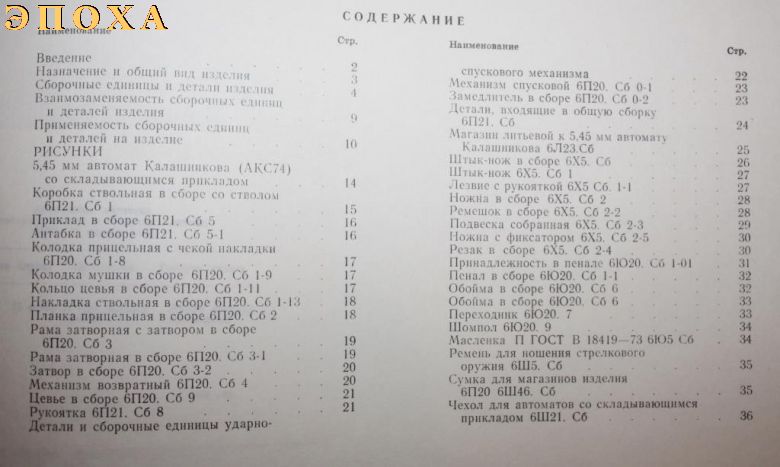 ЭПОХА
СОДЕРЖАНИЕ
Наименование
Стр.
Введение 2
Назначение и общий вид изделия 3
Сборочные единицы и детали изделия 4
Взаимозаменяемость сборочных единиц
и деталей изделия 9
Применяемость сборочных единиц
и деталей на изделие 10
РИСУНКИ
5,45 мм автомат Калашникова (АКС74)
со складывающимся прикладом 14
Коробка ствольная в сборе со стволом
6П21. Сб 1 15
Приклад в сборе 6П21. Сб 5 16
Антабка в сборе 6П21. Сб 5-1 16
Колодка прицельная с чекой накладки
6П20. Сб 1-8 17
Колодка мушки в сборе 6П20. Сб 1-9 17
Кольцо цевья в сборе 6П20. Сб 1-11 17
Накладка ствольная в сборе 6П20. Сб 1-13 18
Планка прицельная в сборе 6П20. Сб 2 18
Рама затворная с затвором в сборе
6П20. Сб 3 19
Рама затворная в сборе 6П20. Сб 3-1 19
Затвор в сборе 6П20. Сб 3-2 20
Механизм возвратный 6П20. Сб 4 20
Цевье в сборе 6П20. Сб 9 21
Рукоятка 6П21. Сб 8 21
Детали и сборочные единицы ударно-
Наименование
Стр.
спускового механизма 22
Механизм спусковой 6П20. Сб 0-1 23
Замедлитель в сборе 6П20. Сб 0-2 23
Детали, входящие в общую сборку
6П21. Сб 24
Магазин литьевой к 5,45 мм автомату
Калашникова 6Л23.Сб 25
Штык-нож в сборе 6Х5. Сб 26
Штык-нож 6Х5. Сб 1 27
Лезвие с рукояткой 6Х5 Сб. 1-1 27
Ножна в сборе 6Х5. Сб 2 28
Ремешок в сборе 6Х5. Сб 2-2 28
Подвеска собранная 6Х5. Сб 2-3 29
Ножна с фиксатором 6Х5. Сб 2-5 30
Резак в сборе 6Х5. Сб 2-4 30
Принадлежность в пенале 6Ю20. Сб 1-01 31
Пенал в сборе 6Ю20. Сб 1-1 32
Обойма в сборе 6Ю20. Сб 6 32
Обойма в сборе 6Ю20. Сб 6 33
Переходник 6Ю20. 7 33
Шомпол 6Ю20. 9 34
Масленка П ГОСТ В 18419—73 6Ю5 Сб 34
Ремень для ношения стрелкового
оружия 6Ш5. Сб 35
Сумка для магазинов изделия
6П20 6Ш46. Сб 35
Чехол для автоматов со складывающимся
прикладом 6Ш21. Сб 36